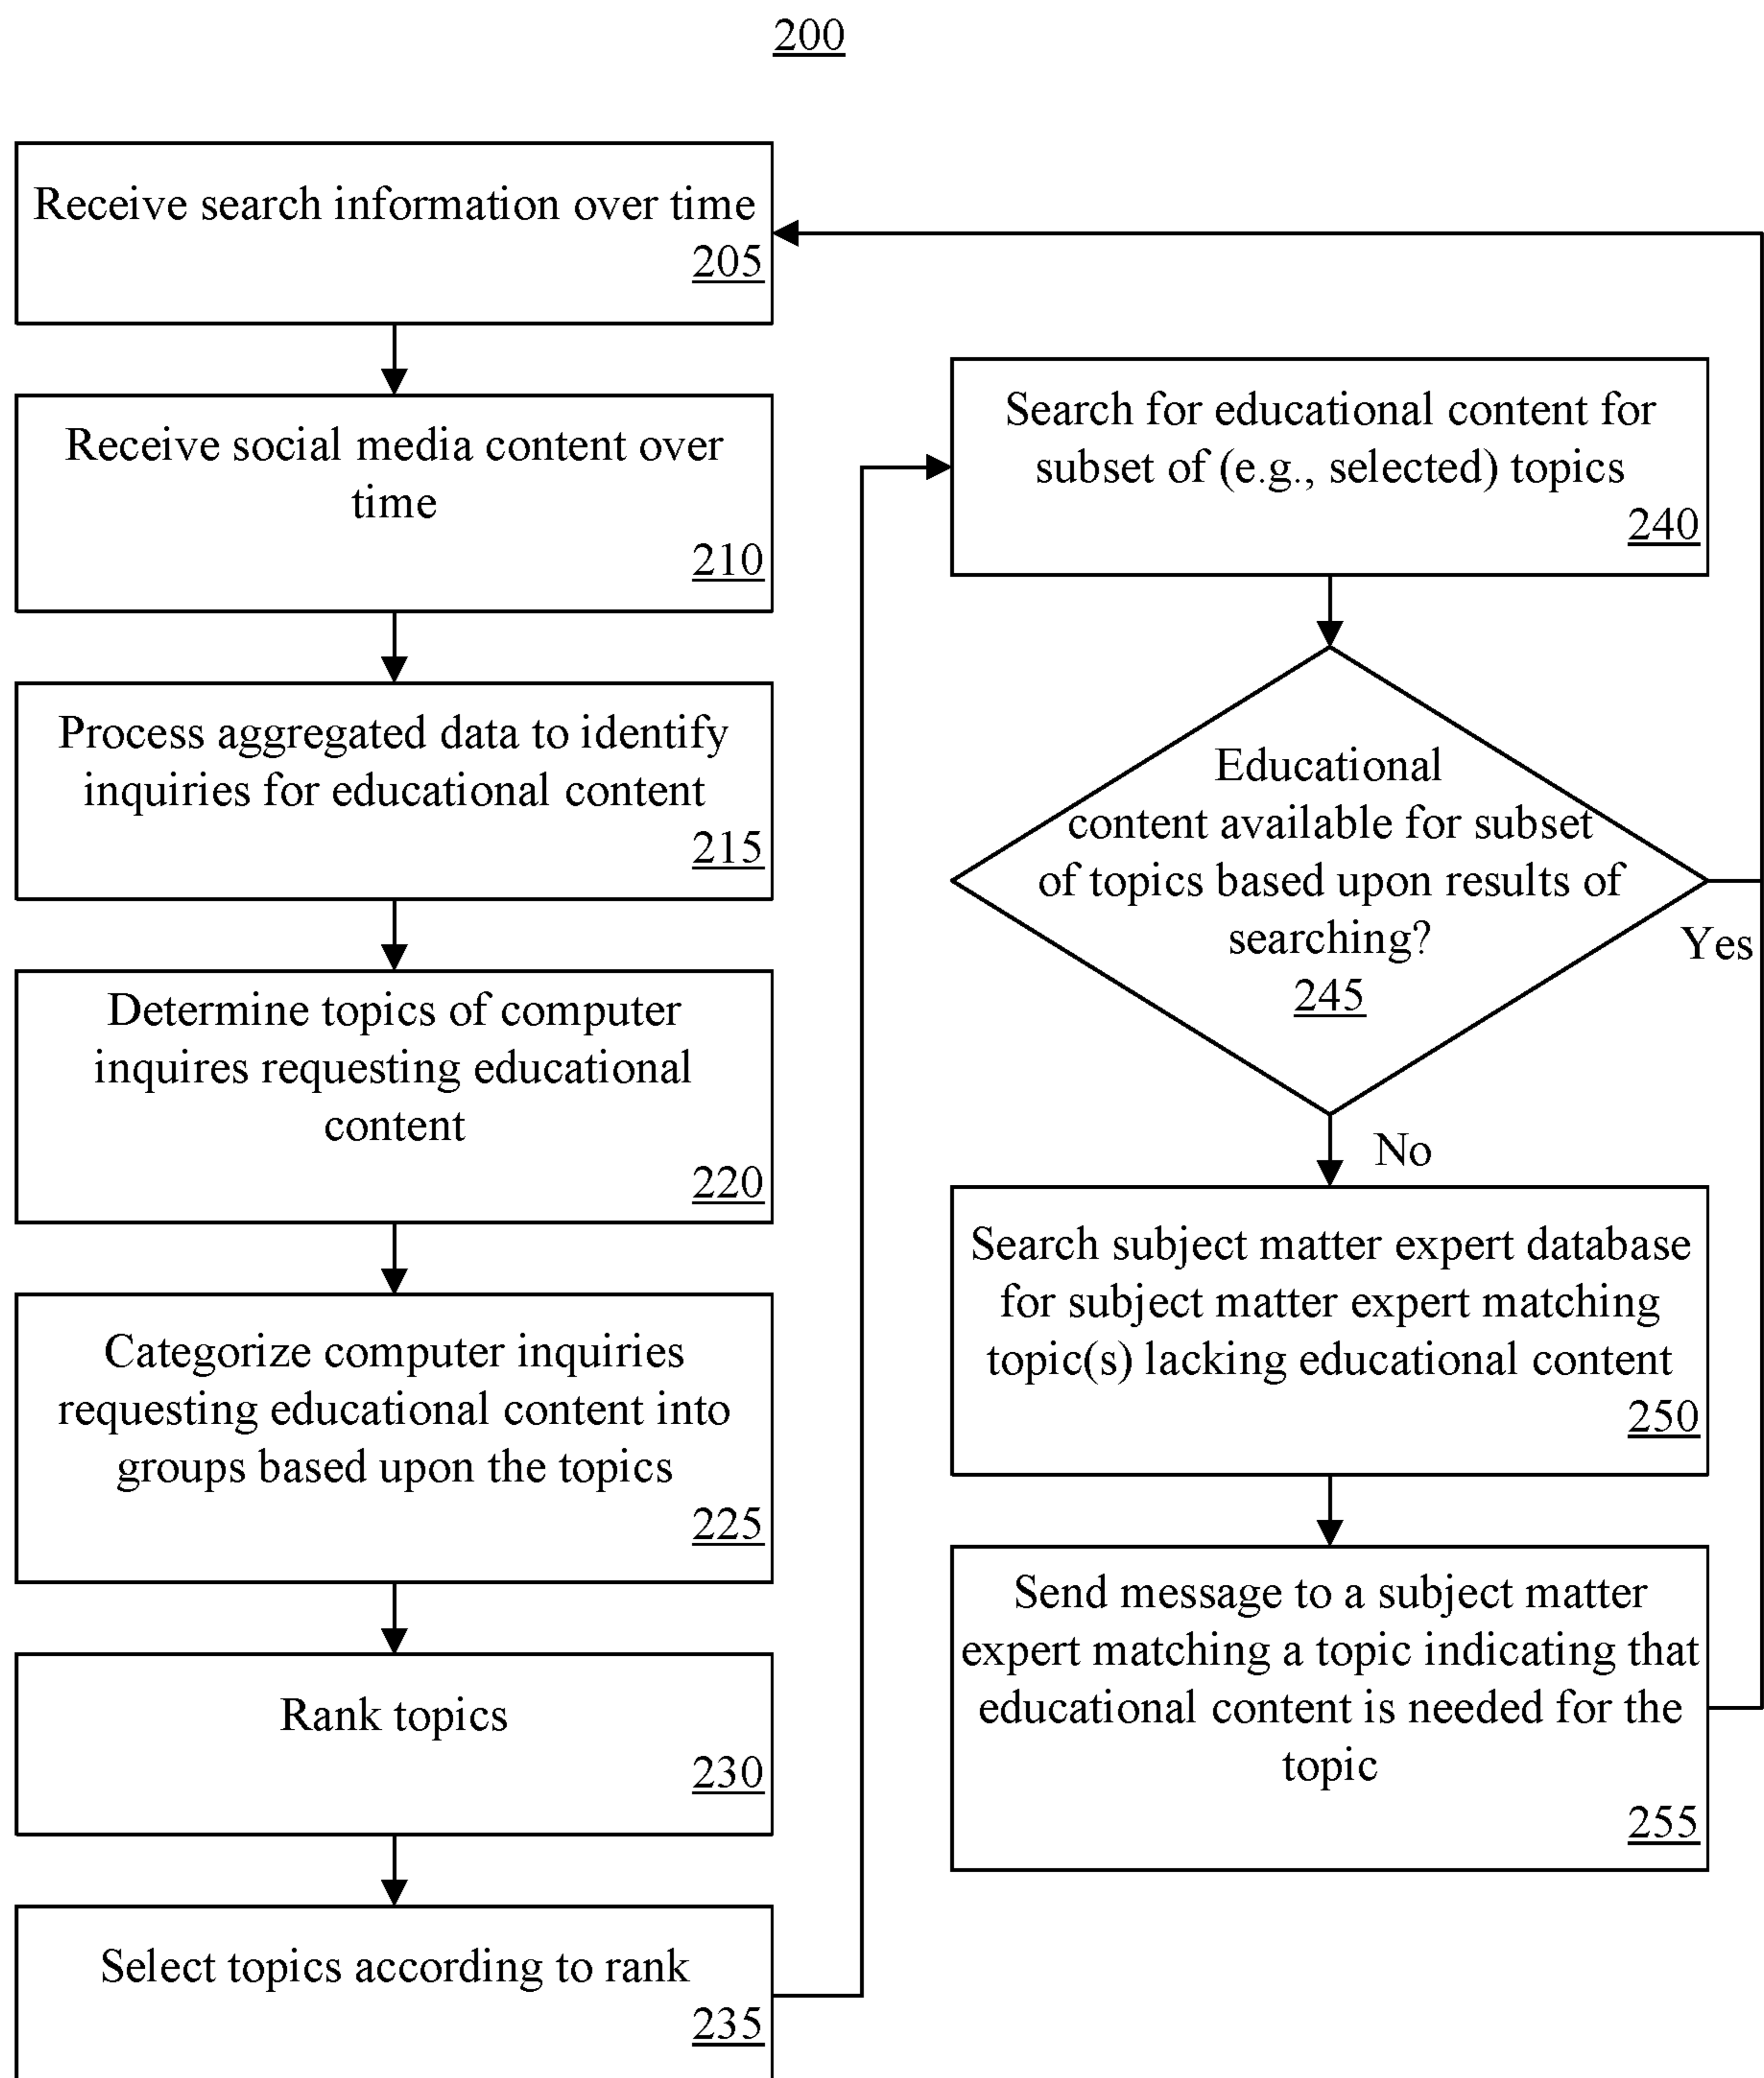 200
Receive search information over time
205
Receive social media content over
time
210
Process aggregated data to identify
inquiries for educational content
215
Determine topics of computer
inquires requesting educational
content
220
Categorize computer inquiries
requesting educational content into
groups based upon the topics
225
Rank topics
230
Select topics according to rank
235
Search for educational content for
subset of (e.g., selected) topics
240
Educational
content available for subset
of topics based upon results of
searching?
245
Yes
No
Search subject matter expert database
for subject matter expert matching
topic(s) lacking educational content
250
Send message to a subject matter
expert matching a topic indicating that
educational content is needed for the
topic
255